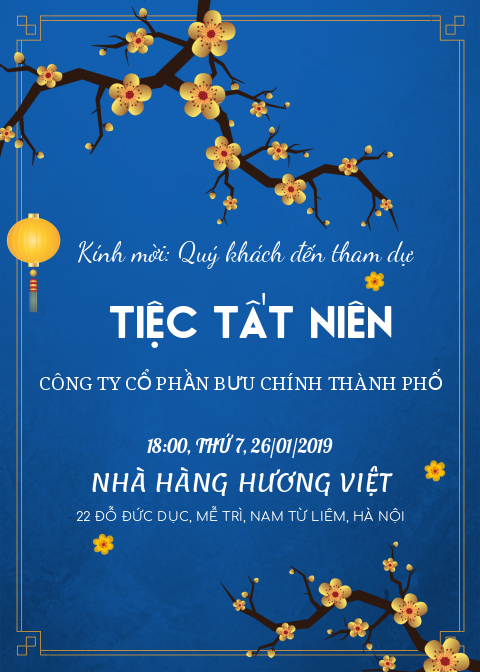 Kính mời: Quý khách đến tham dự
TIỆC TẤT NIÊN
CÔNG TY CỔ PHẦN BƯU CHÍNH THÀNH PHỐ
18:00, THỨ 7, 26/01/2019
NHÀ HÀNG HƯƠNG VIỆT
22 ĐỖ ĐỨC DỤC, MỄ TRÌ, NAM TỪ LIÊM, HÀ NỘI